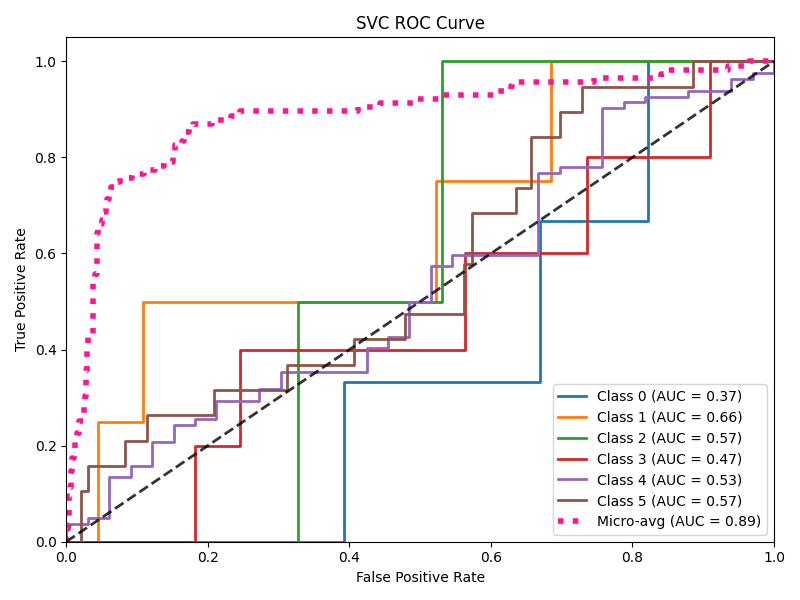 SVC ROC Curve
True Positive Rate
1.0
0.8
0.6
0.4
0.2
0.0
0.0 0.2 0.4 0.6 0.8 1.0
False Positive Rate
Class 0 (AUC = 0.37)
Class 1 (AUC = 0.66)
Class 2 (AUC = 0.57)
Class 3 (AUC = 0.47)
Class 4 (AUC = 0.53)
Class 5 (AUC = 0.57)
Micro-avg (AUC = 0.89)